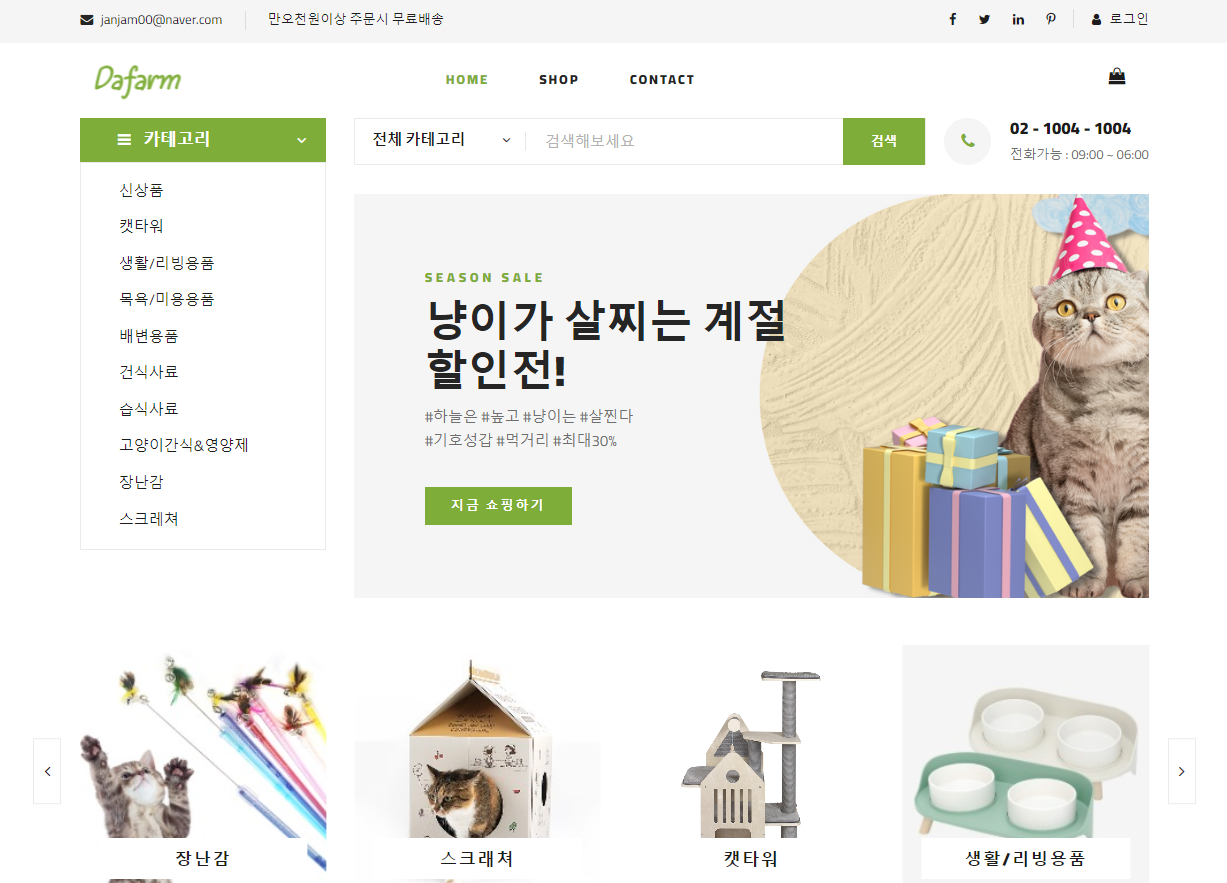 janjam00@naver.com
만오천원이상 주문시 무료배송
로그인
Dafarm
HOME
SHOP
CONTACT
카테고리
전체 카테고리
검색해보세요
검색
02 - 1004 - 1004
전화가능 : 09:00 ~ 06:00
신상품
캣타워
생활/리빙용품
목욕/미용용품
배변용품
건식사료
습식사료
고양이간식&영양제
장난감
스크레쳐
SEASON SALE
냥이가 살찌는 계절
할인전!
#하늘은 #높고 #냥이는 #살찐다
#기호성갑 #먹거리 #최대30%
지금 쇼핑하기
장난감
스크래쳐
캣타워
생활/리빙용품